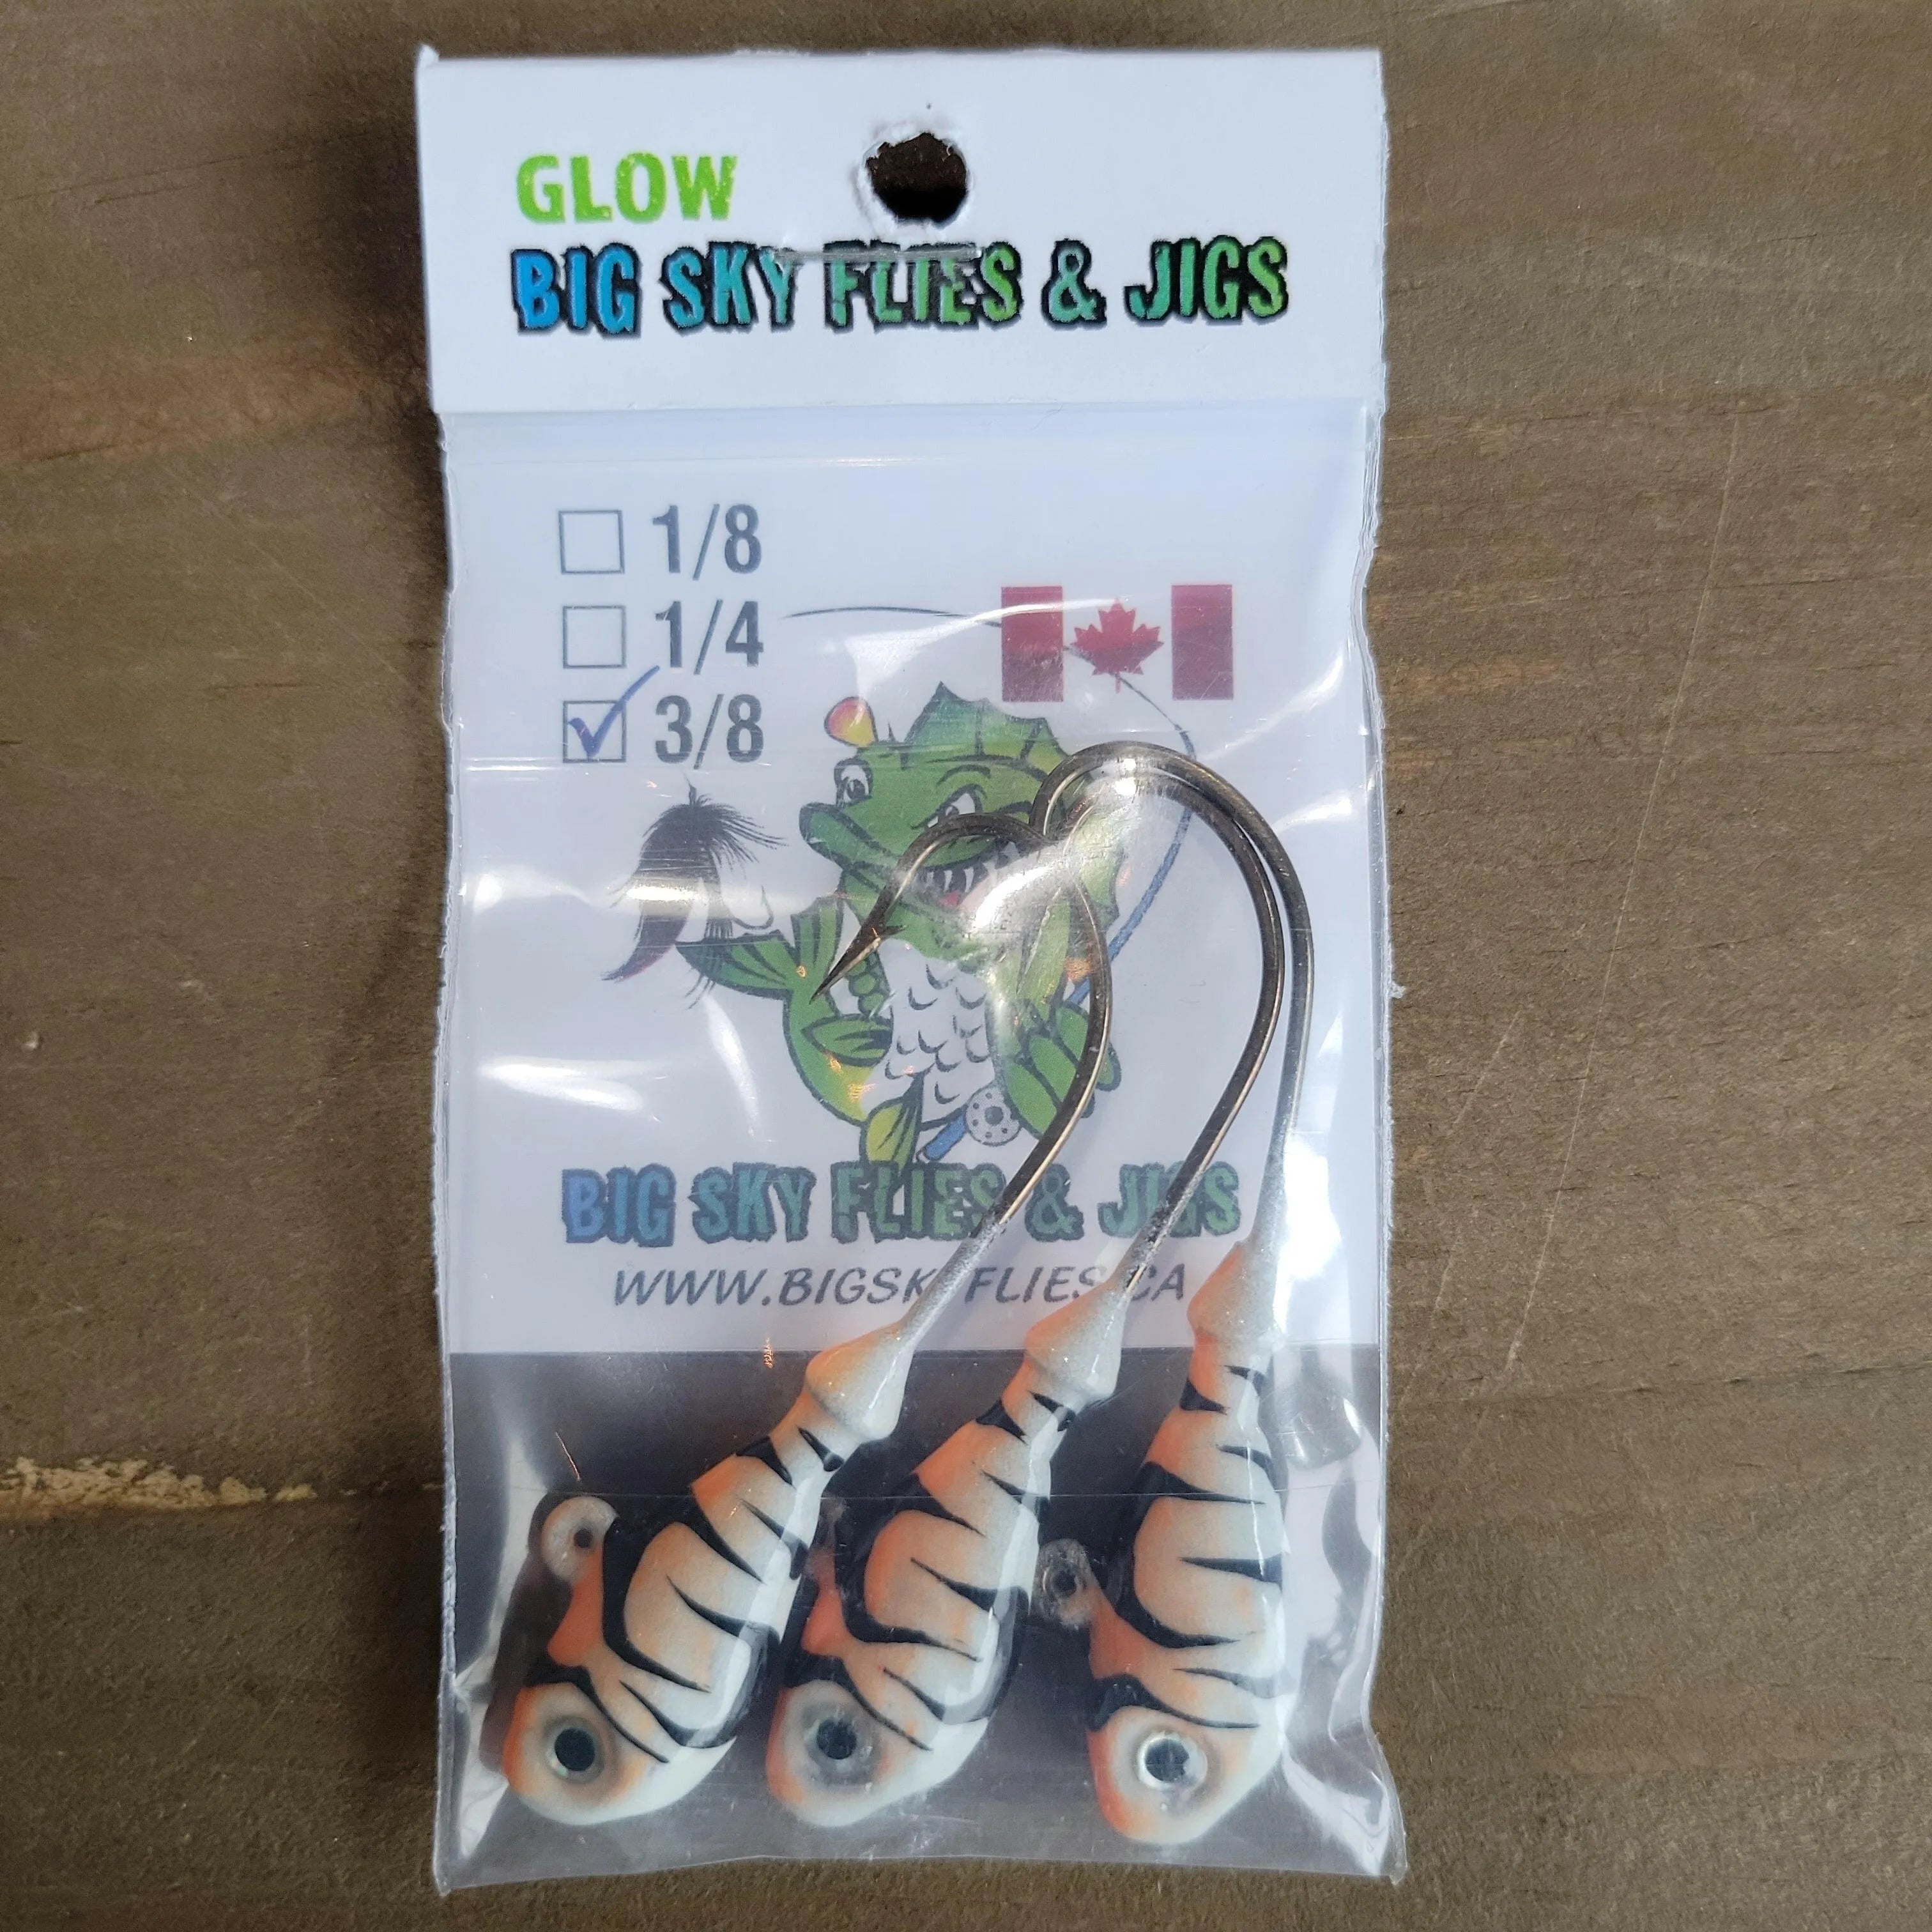 GLOW
BIG SKY FLIES & JIGS
1/8
1/4
3/8
BIG SKY FLIES & JIGS
WWW.BIGSKYFLIES.CA